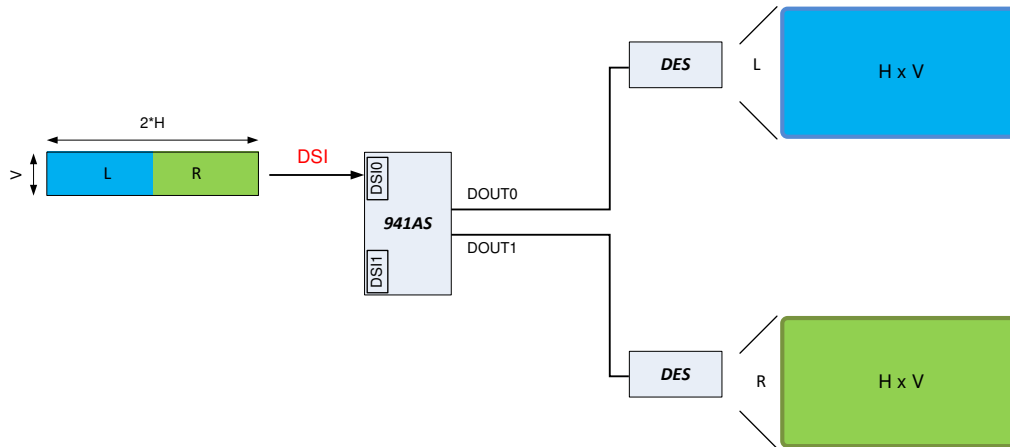 2*H
V
L
R
DSI
DSI0
941AS
DSI1
DOUT0
DOUT1
DES
L
H x V
DES
R
H x V